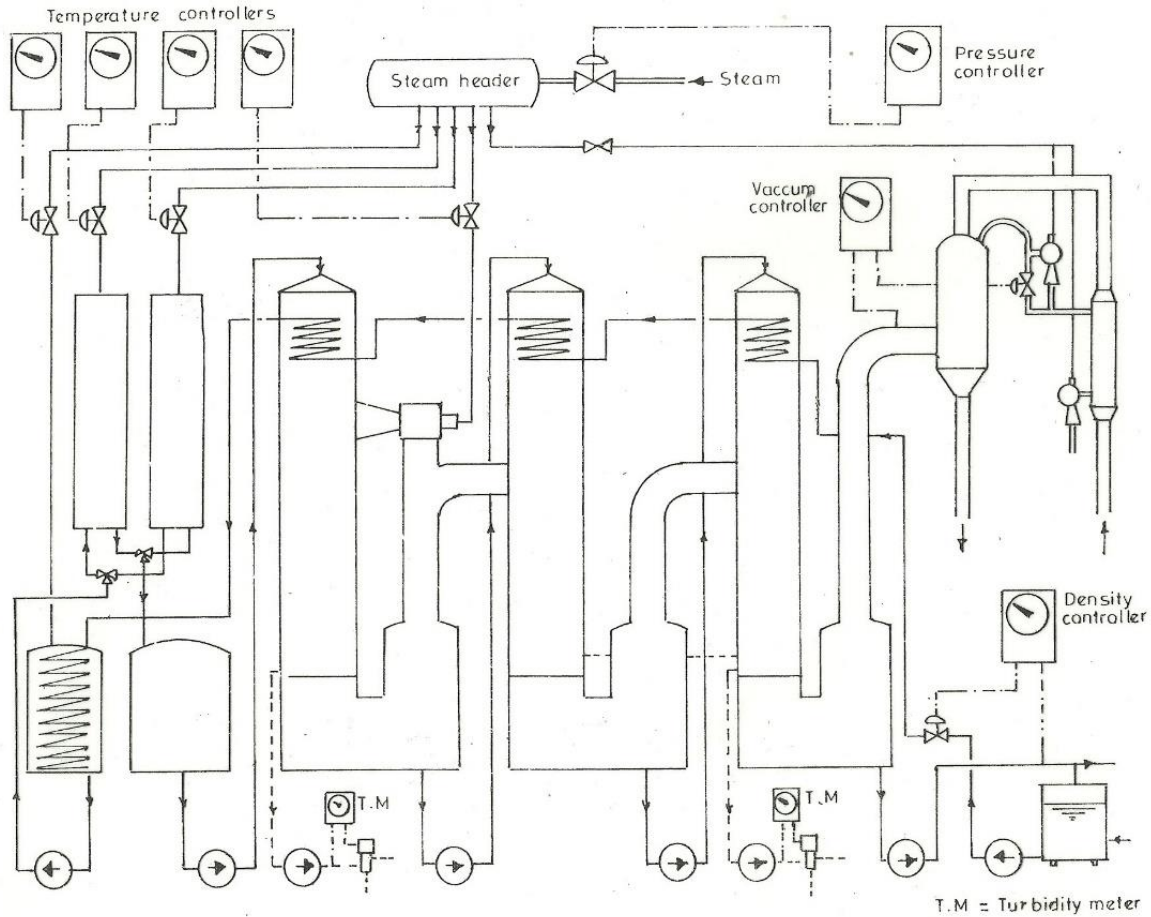 Temperature controllers
Steam header
Steam
Pressure
controller
Vaccum
controller
Density
controller
T.M
T.M
T.M = Turbidity meter